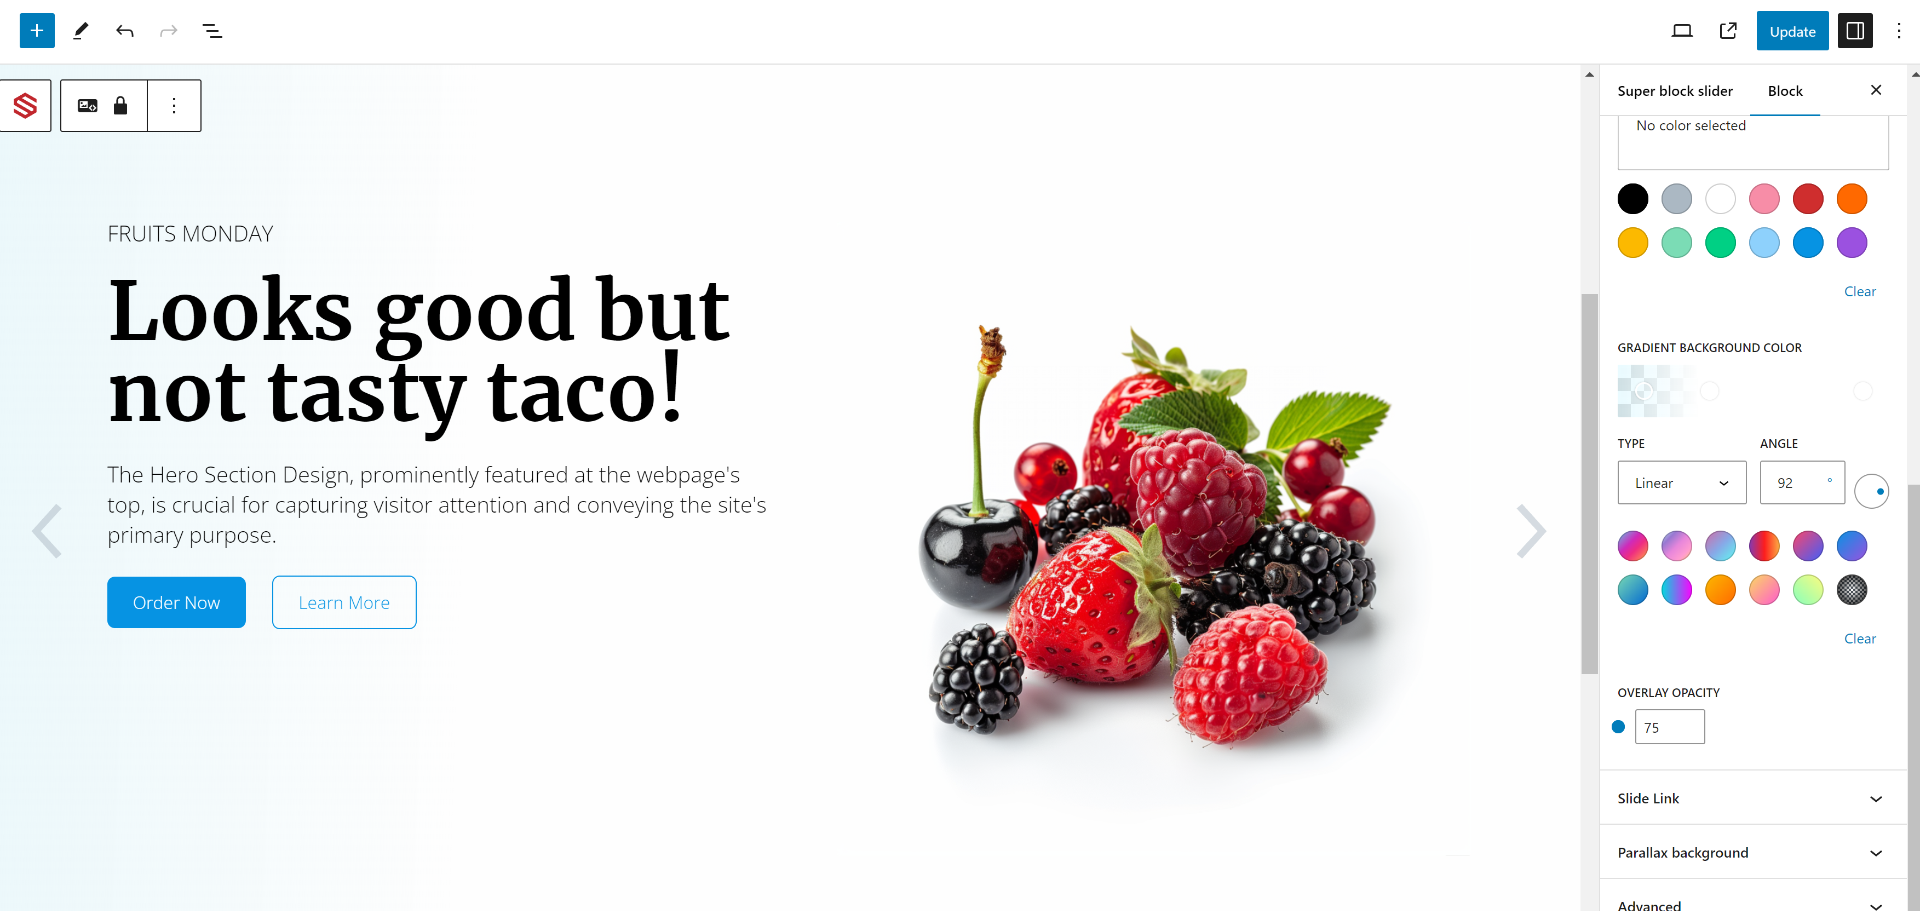 Update
Super block slider
Block
No color selected
FRUITS MONDAY
Looks good but
not tasty taco!
The Hero Section Design, prominently featured at the webpage's
top, is crucial for capturing visitor attention and conveying the site's
primary purpose.
Order Now
Learn More
Clear
GRADIENT BACKGROUND COLOR
TYPE
ANGLE
Linear
92 °
Clear
OVERLAY OPACITY
75
Slide Link
Parallax background
Advanced